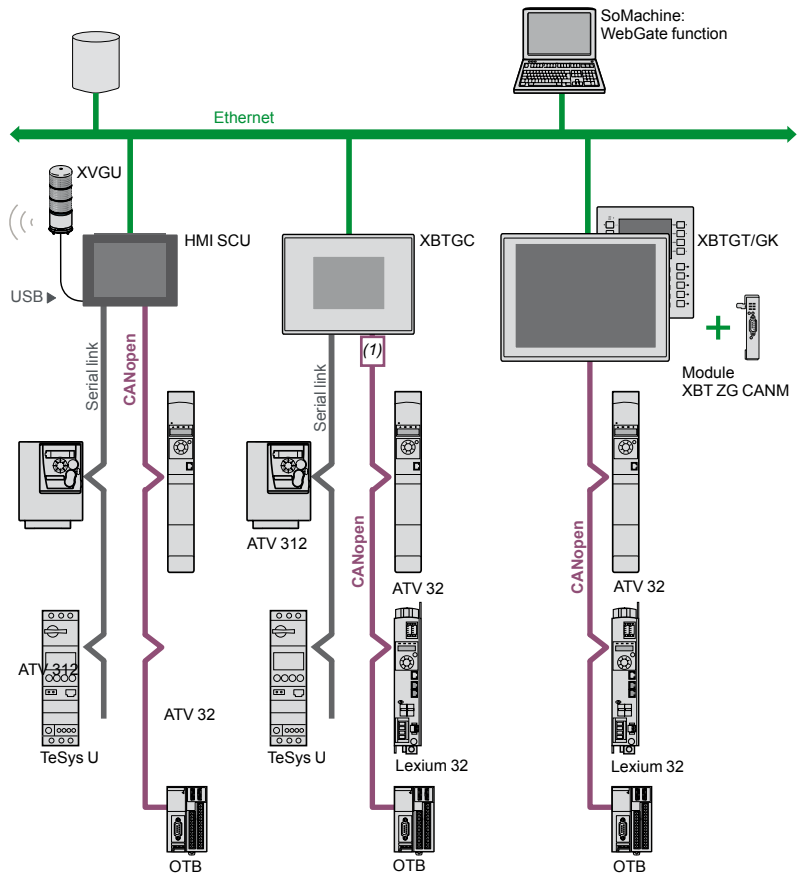 SoMachine:
WebGate function
Ethernet
XVGU
HMI SCU
XBTGC
XBTGT/GK
USB
(1)
Module
XBT ZG CANM
Serial link
CANopen
Serial link
CANopen
CANopen
ATV 312
ATV 32
ATV 32
ATV 312
ATV 32
TeSys U
TeSys U
Lexium 32
Lexium 32
OTB
OTB
OTB